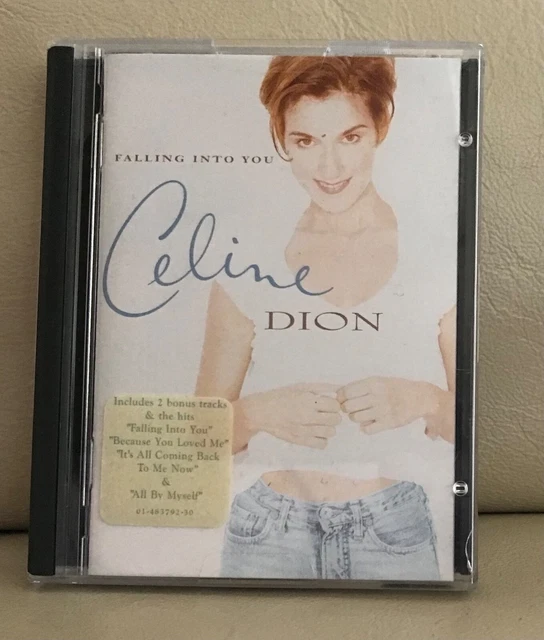 FALLING INTO YOU
Celine
DION
Includes 2 bonus tracks
& the hits
"Falling Into You"
"Because You Loved Me"
"It's All Coming Back
To Me Now"
&
"All By Myself"
01-483792-50